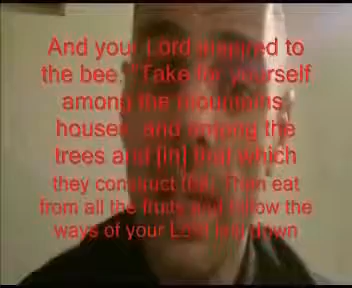 And your Lord inspired to
the bee, "Take for yourself
among the mountains,
houses, and among the
trees and [in] that which
they construct [68] Then eat
from all the fruits and follow the
ways of your Lord laid down